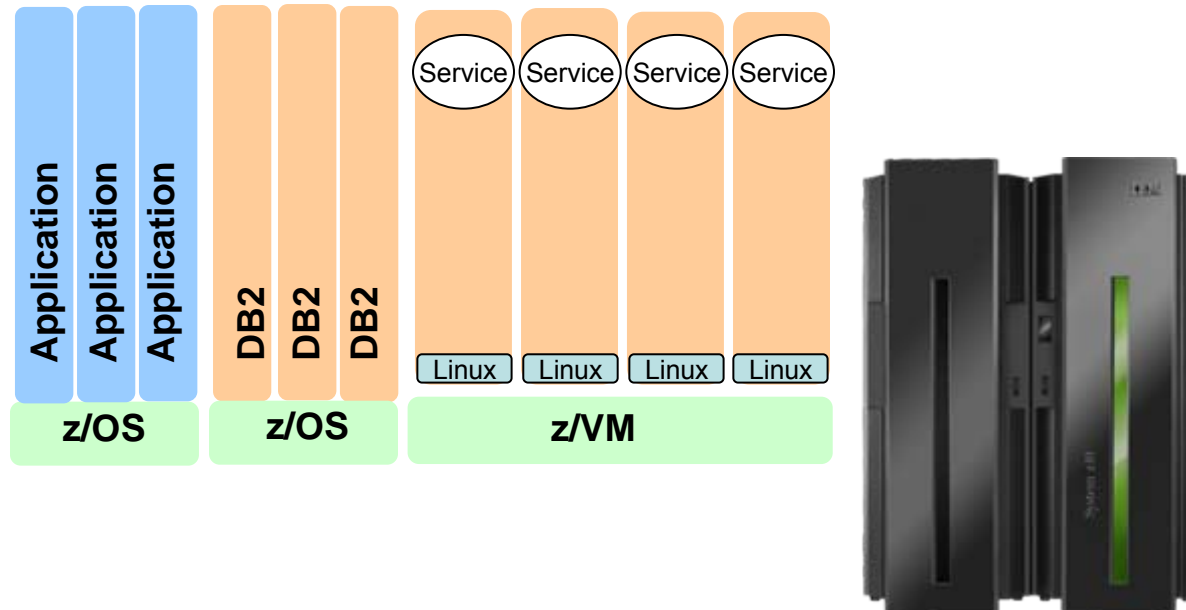 Application
Application
Application
z/OS
DB2
DB2
DB2
z/OS
Service
Service
Service
Service
Linux
Linux
Linux
Linux
z/VM